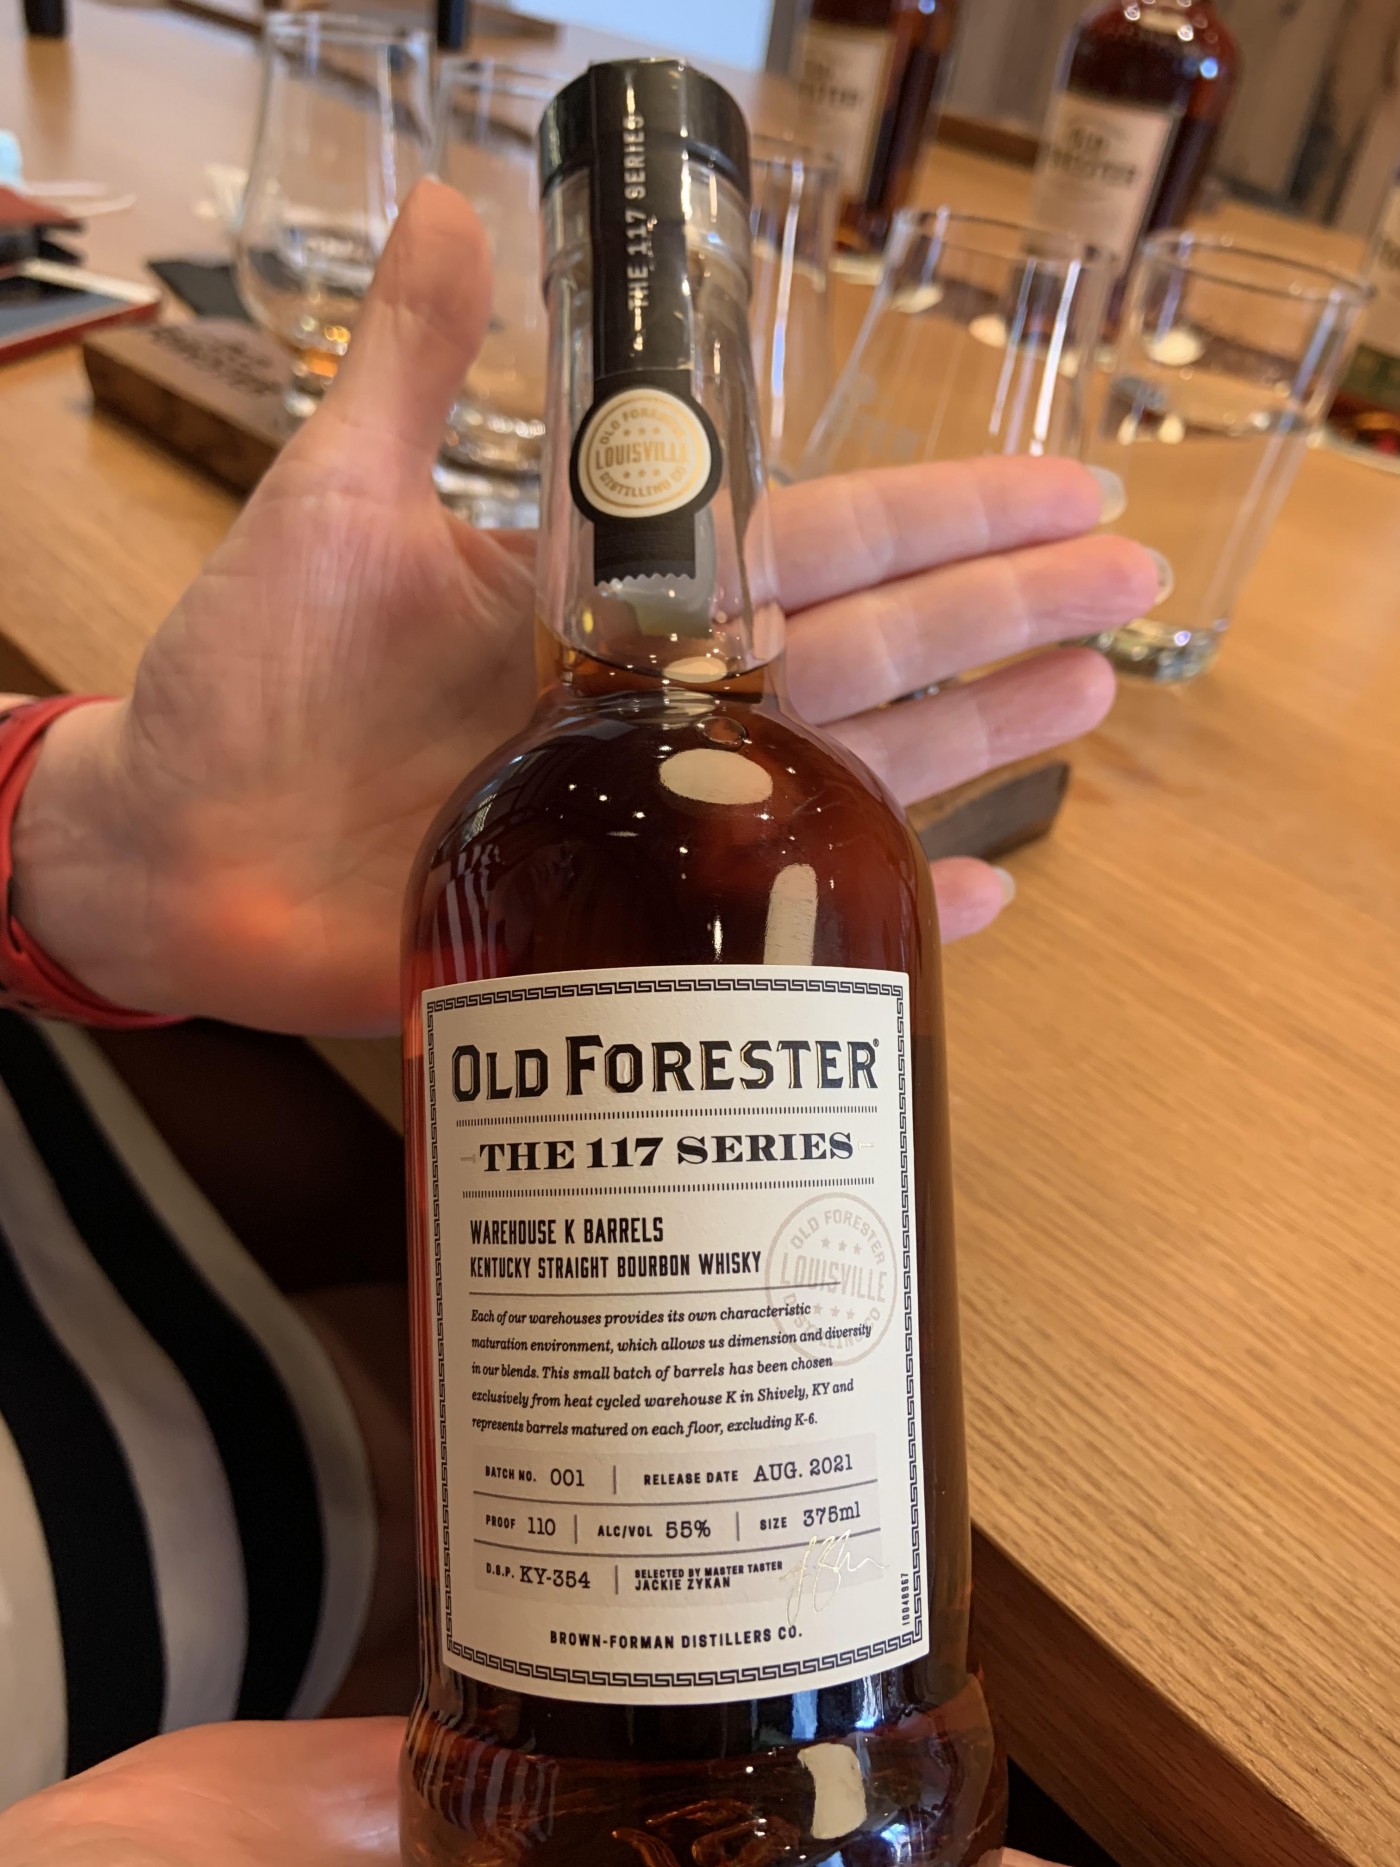 THE 117 SERIES
OLD FORESTER
LOUISVILLE
DISTILLING CO
OLD FORESTER®
THE 117 SERIES
WAREHOUSE K BARRELS
KENTUCKY STRAIGHT BOURBON WHISKY
OLD FORESTER
LOUISVILLE
DISTILLING CO
Each of our warehouses provides its own characteristic
maturation environment, which allows us dimension and diversity
in our blends. This small batch of barrels has been chosen
exclusively from heat cycled warehouse K in Shively, KY and
represents barrels matured on each floor, excluding K-6.
BATCH NO. 001 | RELEASE DATE AUG. 2021
PROOF 110 | ALC/VOL 55% | SIZE 375ml
D.S.P. KY-354 | SELECTED BY MASTER TASTER
JACKIE ZYKAN
BROWN-FORMAN DISTILLERS CO.
OLD
FORESTER